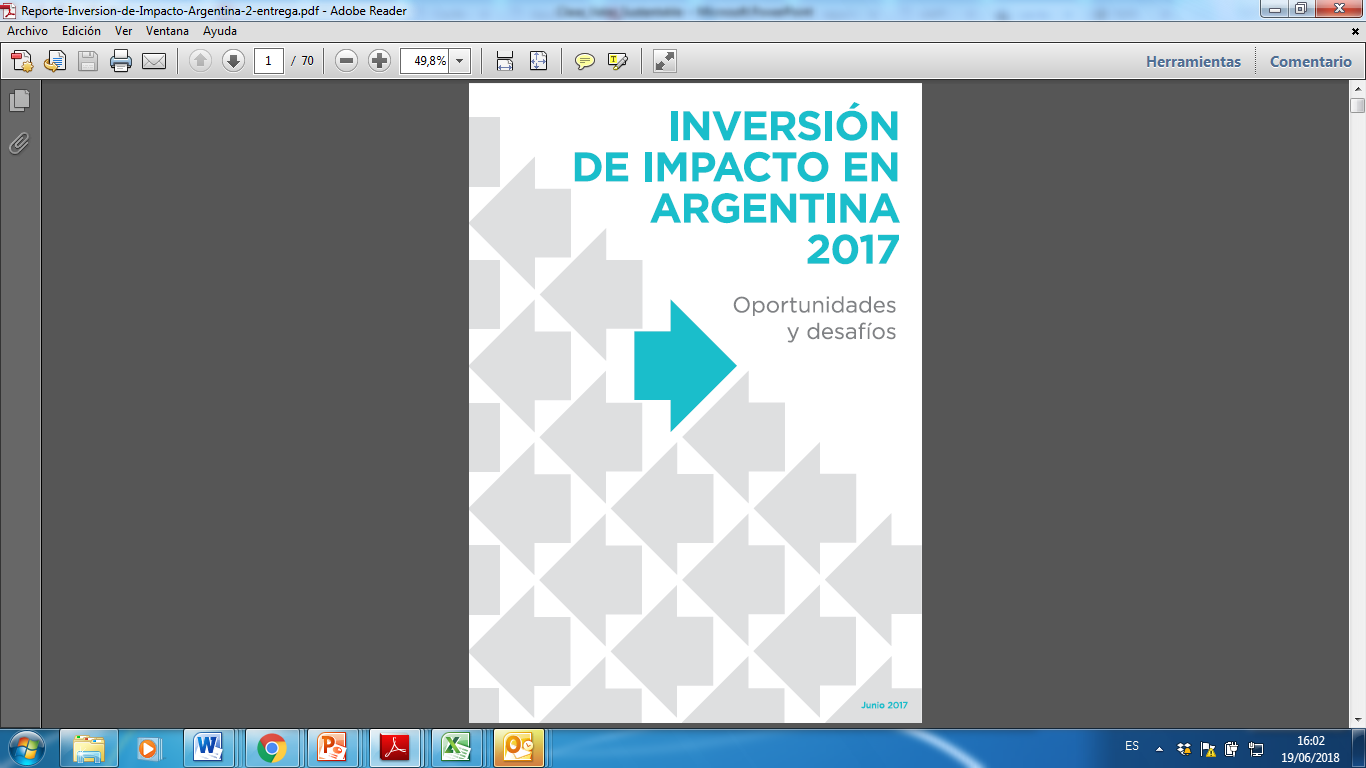 Reporte-Inversion-de-Impacto-Argentina-2-entrega.pdf - Adobe Reader
Archivo Edición Ver Ventana Ayuda
1 / 70 49,8% Herramientas Comentario
INVERSIÓN
DE IMPACTO EN
ARGENTINA
2017
Oportunidades
y desafíos
Junio 2017
ES
16:02
19/06/2018